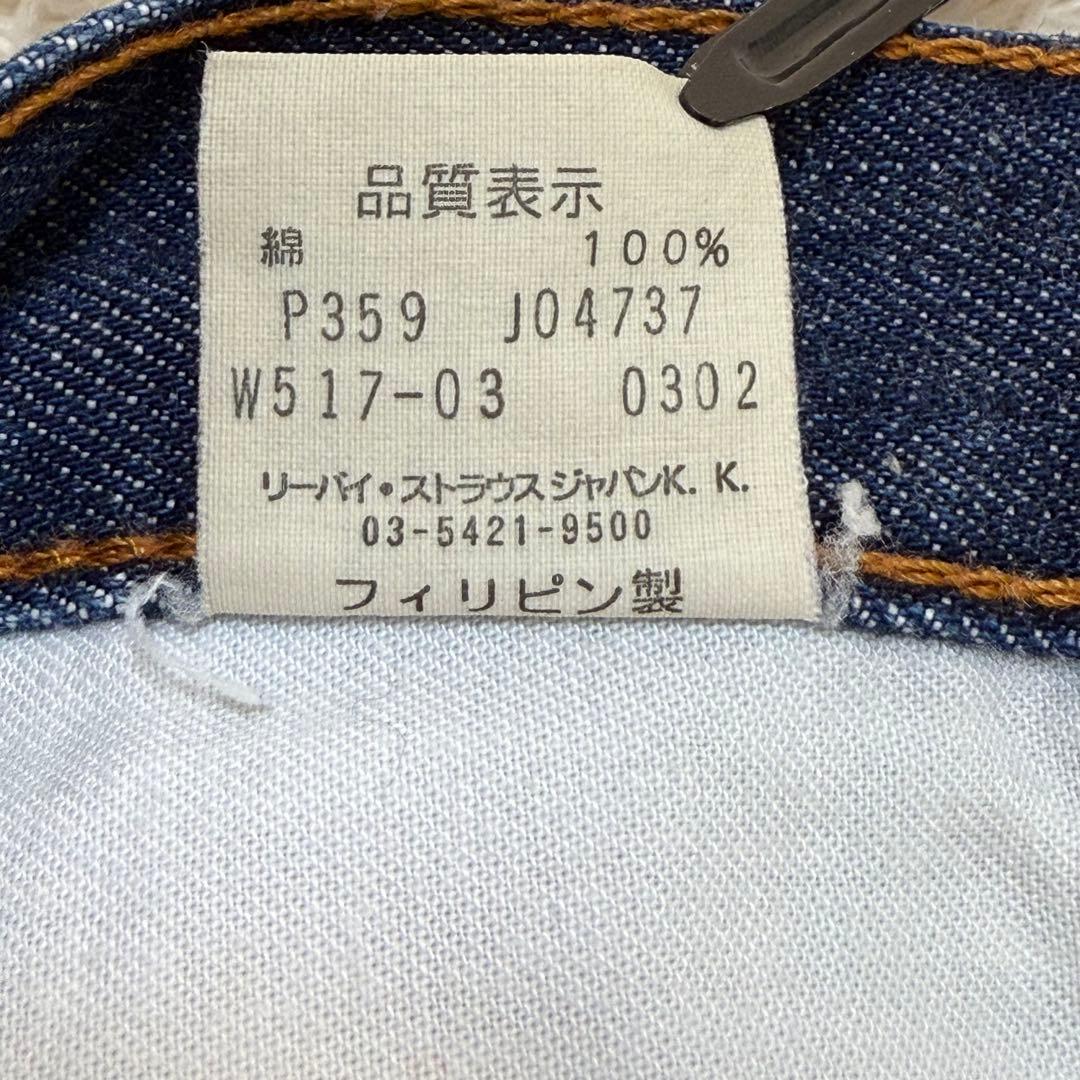 品質表示
綿 100%
P359 J04737
W517-03 0302
リーバイ・ストラウスジャパンK. K.
03-5421-9500
フィリピン製